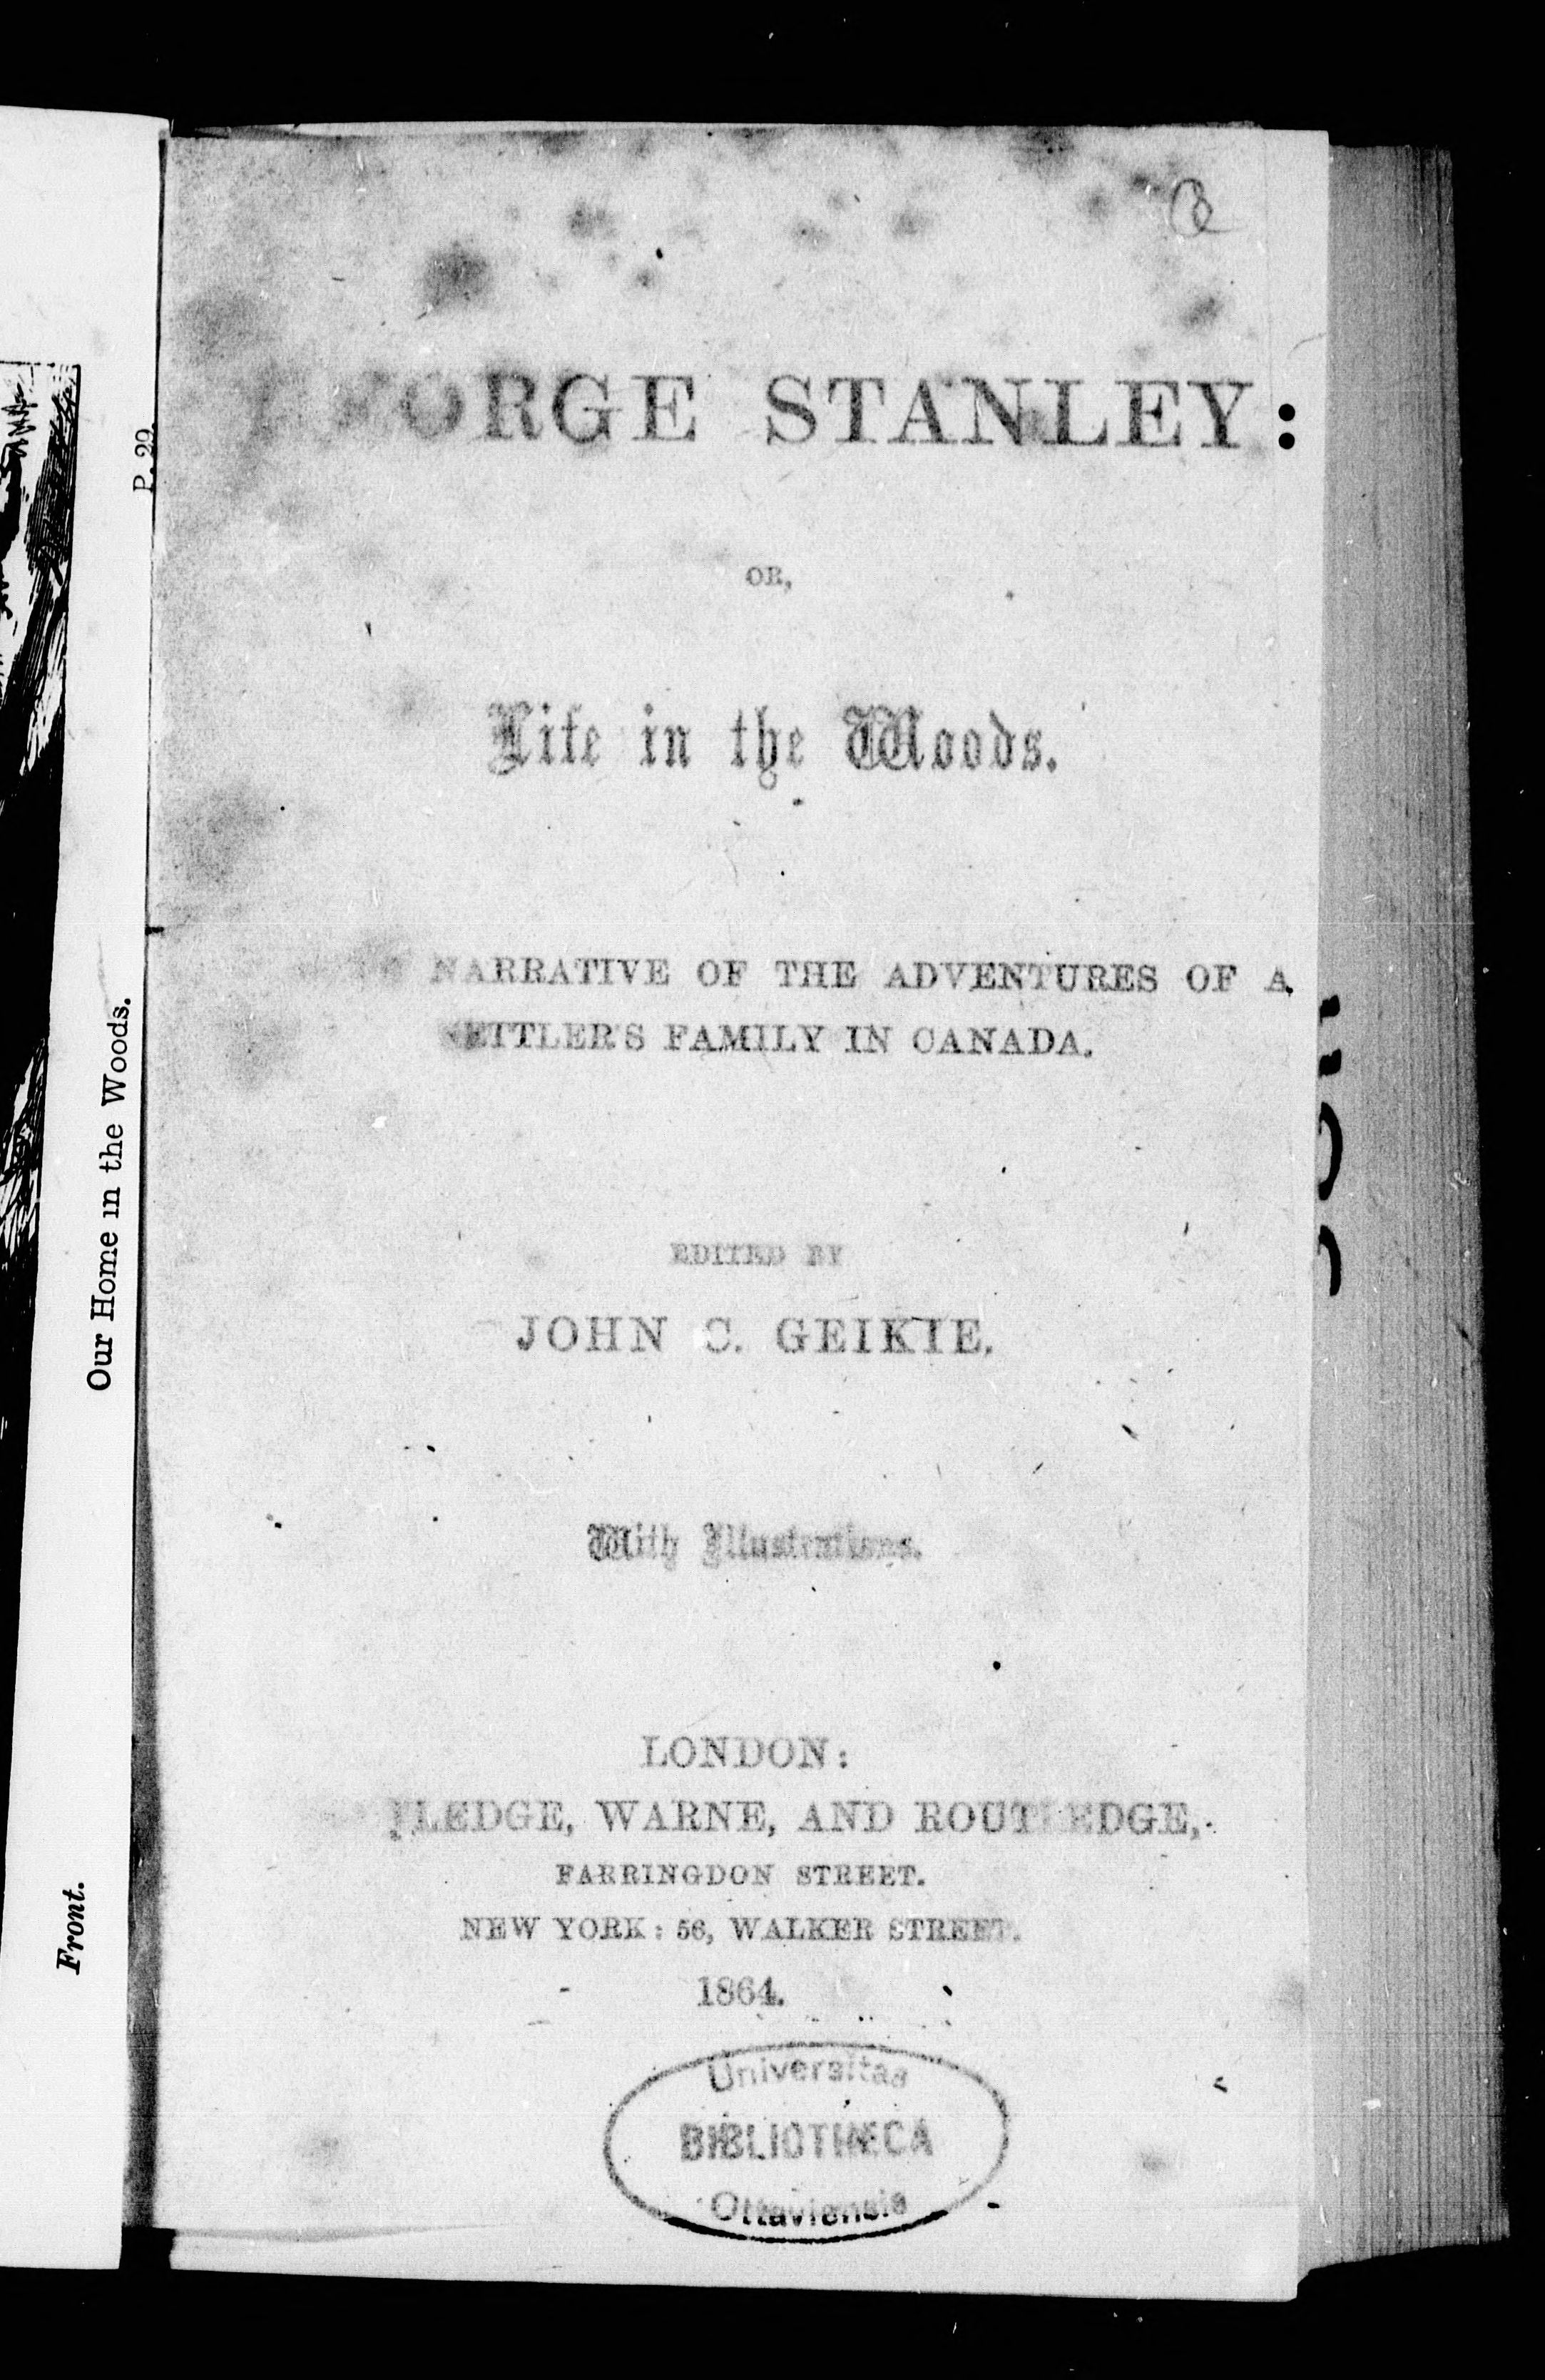 P. 29.
Our Home in the Woods.
Front.
ORGE STANLEY:
OR,
Life in the Woods.
NARRATIVE OF THE ADVENTURES OF A
SETTLER'S FAMILY IN CANADA.
EDITED BY
JOHN C. GEIKIE.
With Illustrations.
LONDON:
LEDGE, WARNE, AND ROUTLEDGE,
FARRINGDON STREET.
NEW YORK: 56, WALKER STREET.
1864.
Universitas
BIBLIOTHECA
Ottaviensis